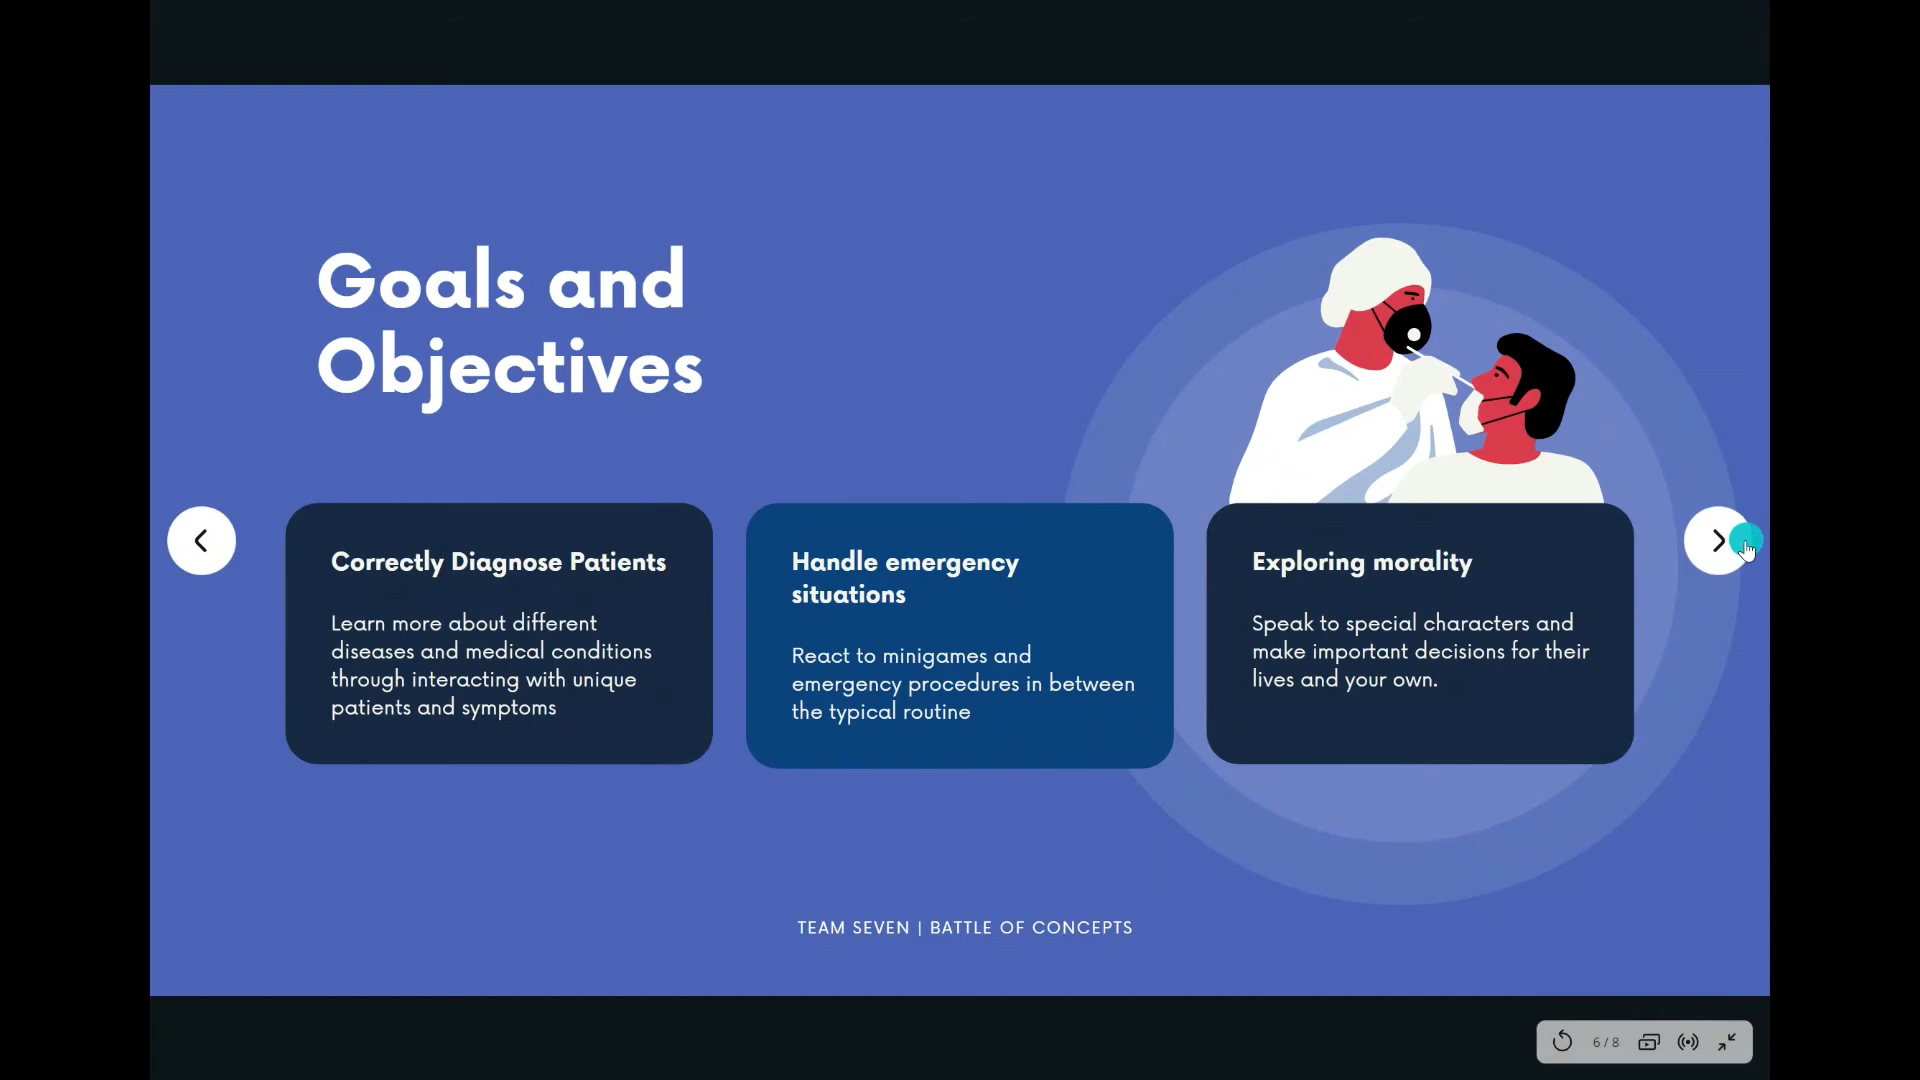 Goals and
Objectives
Correctly Diagnose Patients
Learn more about different
diseases and medical conditions
through interacting with unique
patients and symptoms
Handle emergency
situations
React to minigames and
emergency procedures in between
the typical routine
Exploring morality
Speak to special characters and
make important decisions for their
lives and your own.
TEAM SEVEN | BATTLE OF CONCEPTS
6 / 8